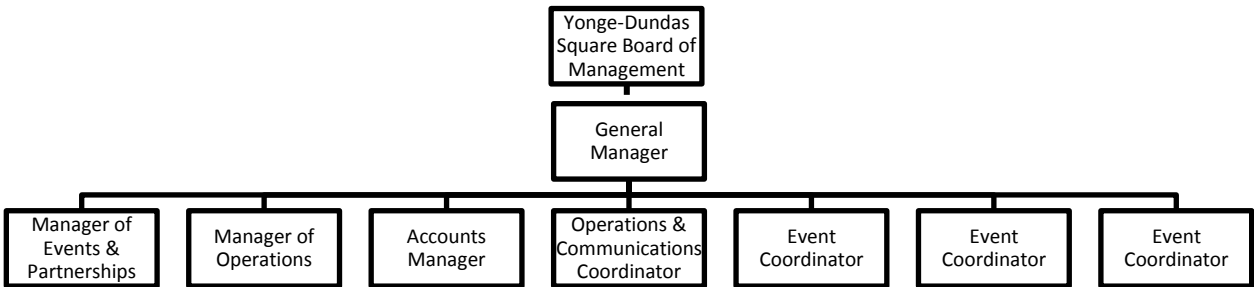 Yonge-Dundas
Square Board of
Management
General
Manager
Manager of
Events &
Partnerships
Manager of
Operations
Accounts
Manager
Operations &
Communications
Coordinator
Event
Coordinator
Event
Coordinator
Event
Coordinator